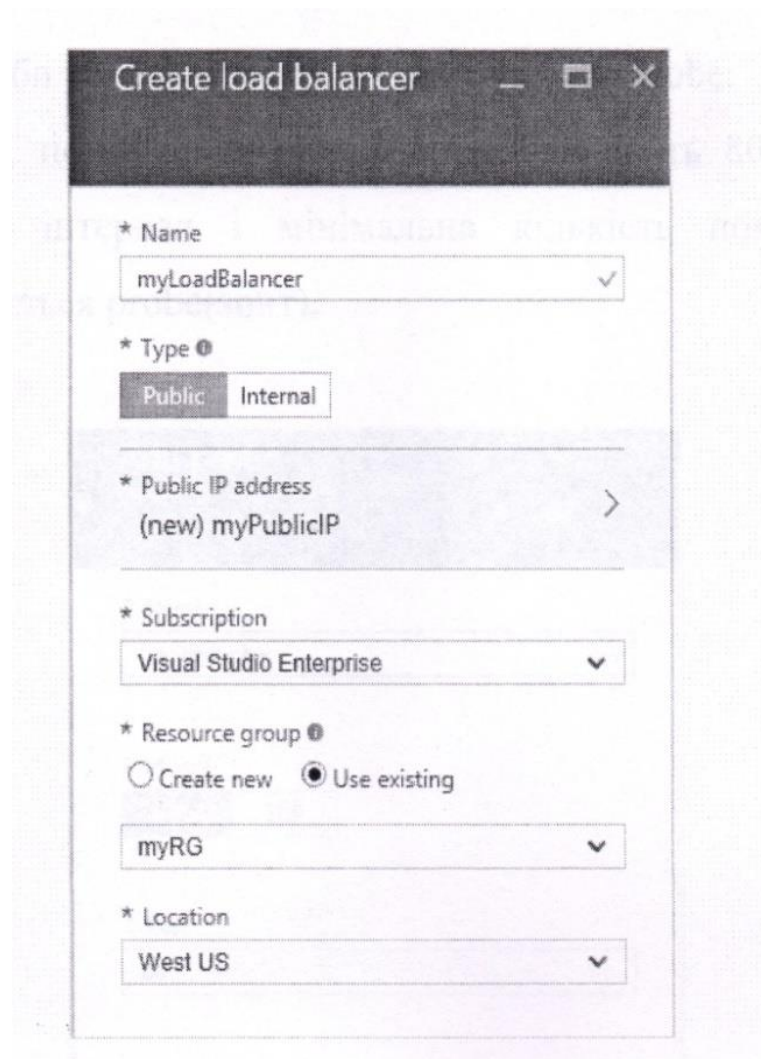 Create load balancer
* Name
myLoadBalancer
* Type
Public Internal
* Public IP address
(new) myPublicIP
* Subscription
Visual Studio Enterprise
* Resource group
Create new Use existing
myRG
* Location
West US